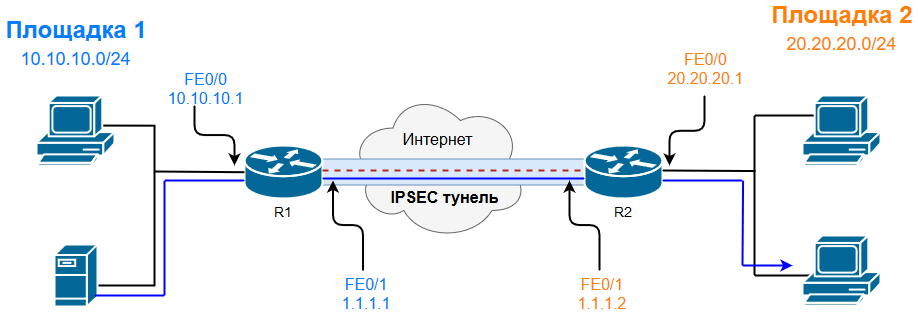 Площадка 1
10.10.10.0/24
FE0/0
10.10.10.1
Площадка 2
20.20.20.0/24
FE0/0
20.20.20.1
Интернет
IPSEC тунель
R1
R2
FE0/1
1.1.1.1
FE0/1
1.1.1.2